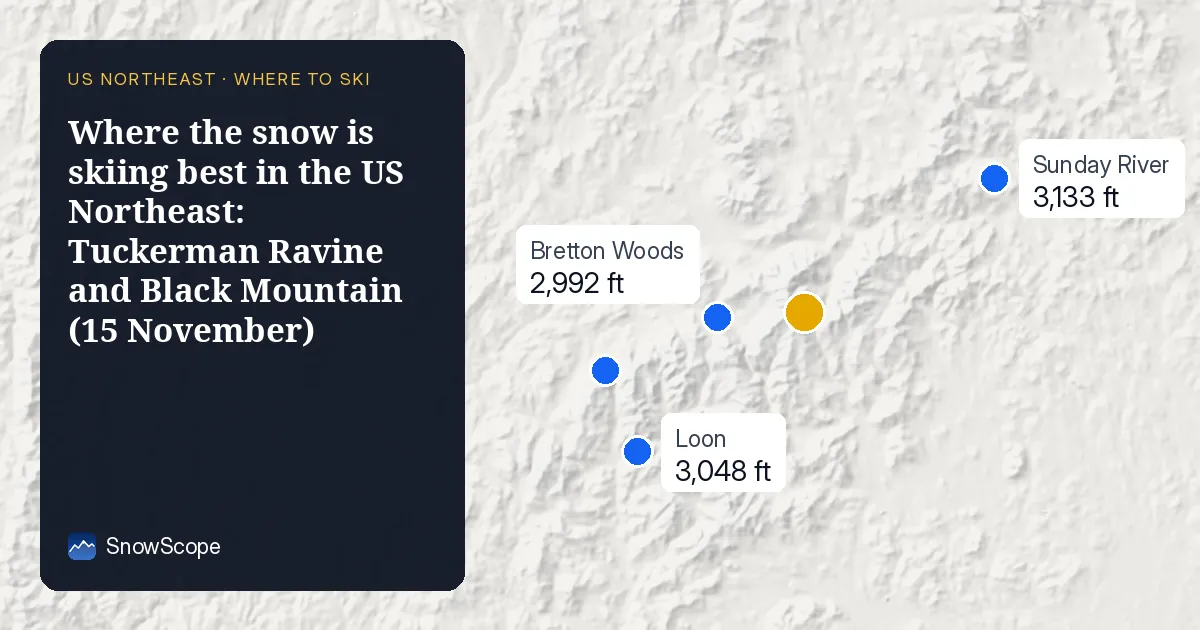 US NORTHEAST · WHERE TO SKI
Where the snow is
skiing best in the US
Northeast:
Tuckerman Ravine
and Black Mountain
(15 November)
SnowScope
Sunday River
3,133 ft
Bretton Woods
2,992 ft
Loon
3,048 ft